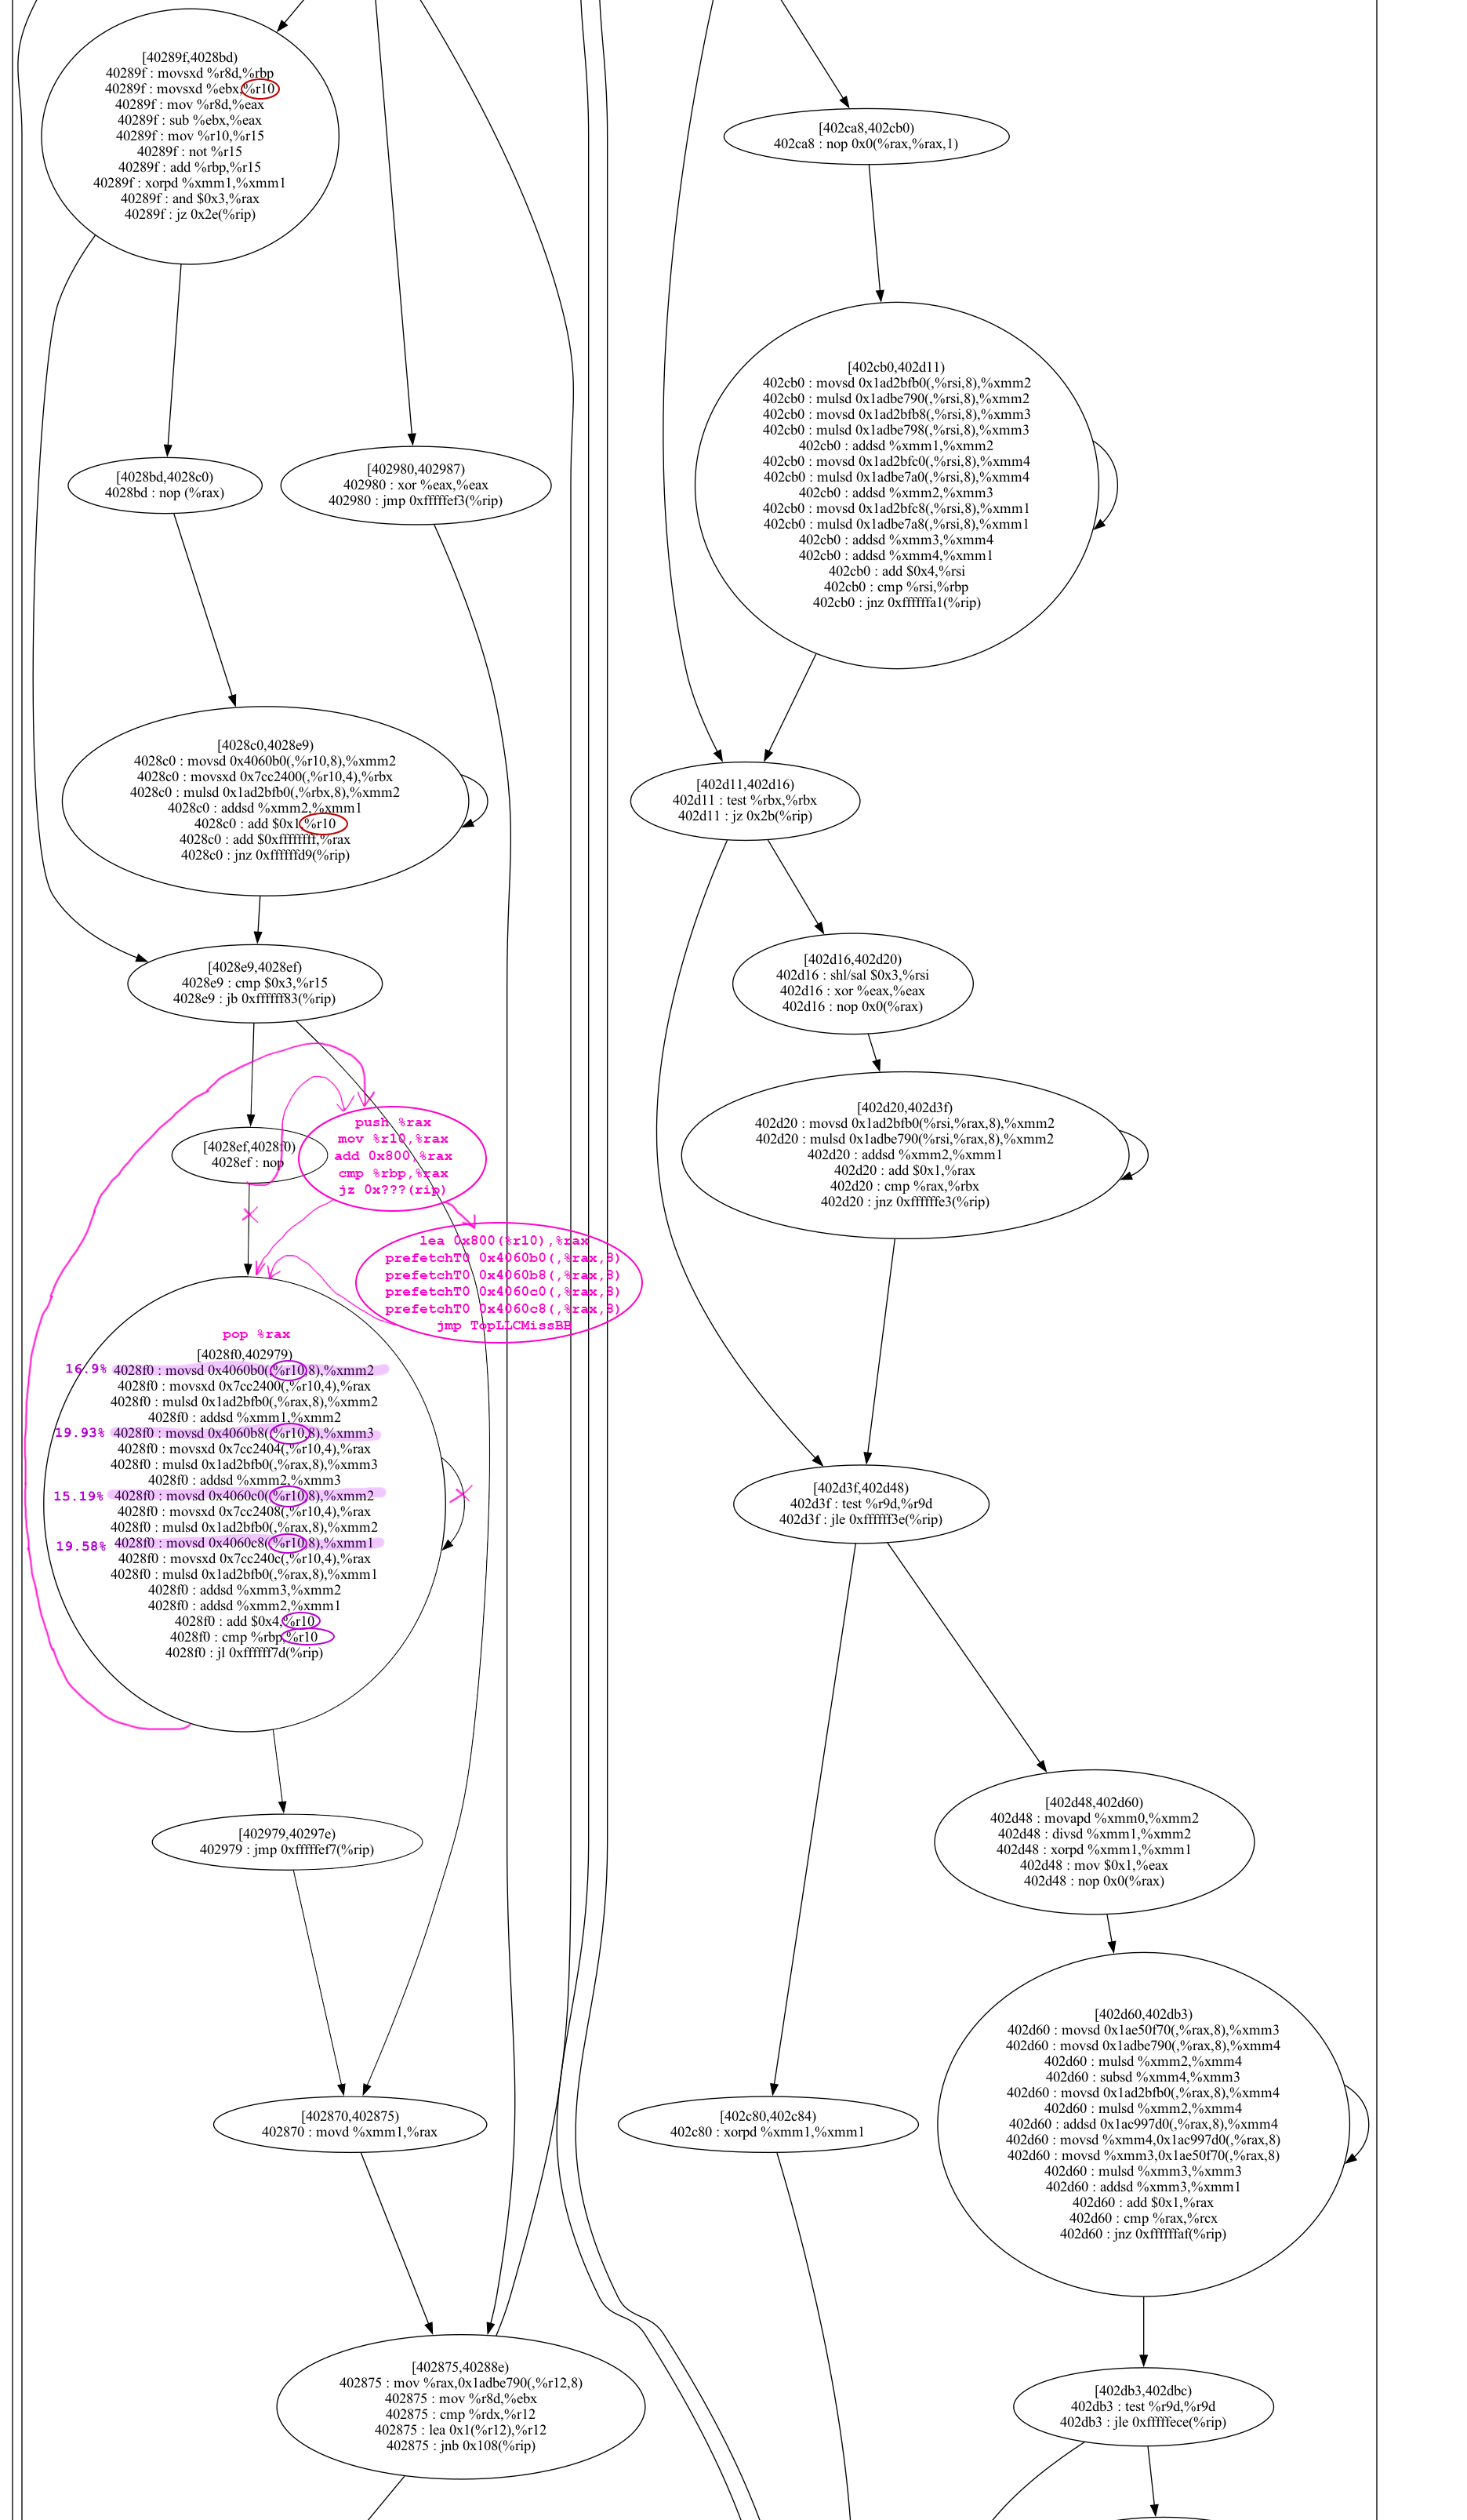 [40289f,4028bd)
40289f : movsxd %r8d,%rbp
40289f : movsxd %ebx,%r10
40289f : mov %r8d,%eax
40289f : sub %ebx,%eax
40289f : mov %r10,%r15
40289f : not %r15
40289f : add %rbp,%r15
40289f : xorpd %xmm1,%xmm1
40289f : and $0x3,%rax
40289f : jz 0x2e(%rip)
[402ca8,402cb0)
402ca8 : nop 0x0(%rax,%rax,1)
[402cb0,402d11)
402cb0 : movsd 0x1ad2bfb0(,%rsi,8),%xmm2
402cb0 : mulsd 0x1adbe790(,%rsi,8),%xmm2
402cb0 : movsd 0x1ad2bfb8(,%rsi,8),%xmm3
402cb0 : mulsd 0x1adbe798(,%rsi,8),%xmm3
402cb0 : addsd %xmm1,%xmm2
402cb0 : movsd 0x1ad2bfc0(,%rsi,8),%xmm4
402cb0 : mulsd 0x1adbe7a0(,%rsi,8),%xmm4
402cb0 : addsd %xmm2,%xmm3
402cb0 : movsd 0x1ad2bfc8(,%rsi,8),%xmm1
402cb0 : mulsd 0x1adbe7a8(,%rsi,8),%xmm1
402cb0 : addsd %xmm3,%xmm4
402cb0 : addsd %xmm4,%xmm1
402cb0 : add $0x4,%rsi
402cb0 : cmp %rsi,%rbp
402cb0 : jnz 0xffffffa1(%rip)
[4028bd,4028c0)
4028bd : nop (%rax)
[402980,402987)
402980 : xor %eax,%eax
402980 : jmp 0xfffffef3(%rip)
[4028c0,4028e9)
4028c0 : movsd 0x4060b0(,%r10,8),%xmm2
4028c0 : movsxd 0x7cc2400(,%r10,4),%rbx
4028c0 : mulsd 0x1ad2bfb0(,%rbx,8),%xmm2
4028c0 : addsd %xmm2,%xmm1
4028c0 : add $0x1,%r10
4028c0 : add $0xffffffff,%rax
4028c0 : jnz 0xffffffd9(%rip)
[402d11,402d16)
402d11 : test %rbx,%rbx
402d11 : jz 0x2b(%rip)
[4028e9,4028ef)
4028e9 : cmp $0x3,%r15
4028e9 : jb 0xffffff83(%rip)
[402d16,402d20)
402d16 : shl/sal $0x3,%rsi
402d16 : xor %eax,%eax
402d16 : nop 0x0(%rax)
[4028ef,4028f0)
4028ef : nop
push %rax
mov %r10,%rax
add 0x800,%rax
cmp %rbp,%rax
jz 0x???(rip)
[402d20,402d3f)
402d20 : movsd 0x1ad2bfb0(%rsi,%rax,8),%xmm2
402d20 : mulsd 0x1adbe790(%rsi,%rax,8),%xmm2
402d20 : addsd %xmm2,%xmm1
402d20 : add $0x1,%rax
402d20 : cmp %rax,%rbx
402d20 : jnz 0xffffffe3(%rip)
lea 0x800(%r10),%rax
prefetchT0 0x4060b0(,%rax,8)
prefetchT0 0x4060b8(,%rax,8)
prefetchT0 0x4060c0(,%rax,8)
prefetchT0 0x4060c8(,%rax,8)
jmp TopLLCMissBB
pop %rax
[4028f0,402979)
16.9% 4028f0 : movsd 0x4060b0(,%r10,8),%xmm2
4028f0 : movsxd 0x7cc2400(,%r10,4),%rax
4028f0 : mulsd 0x1ad2bfb0(,%rax,8),%xmm2
4028f0 : addsd %xmm1,%xmm2
19.93% 4028f0 : movsd 0x4060b8(,%r10,8),%xmm3
4028f0 : movsxd 0x7cc2404(,%r10,4),%rax
4028f0 : mulsd 0x1ad2bfb0(,%rax,8),%xmm3
4028f0 : addsd %xmm2,%xmm3
15.19% 4028f0 : movsd 0x4060c0(,%r10,8),%xmm2
4028f0 : movsxd 0x7cc2408(,%r10,4),%rax
4028f0 : mulsd 0x1ad2bfb0(,%rax,8),%xmm2
19.58% 4028f0 : movsd 0x4060c8(,%r10,8),%xmm1
4028f0 : movsxd 0x7cc240c(,%r10,4),%rax
4028f0 : mulsd 0x1ad2bfb0(,%rax,8),%xmm1
4028f0 : addsd %xmm3,%xmm2
4028f0 : addsd %xmm2,%xmm1
4028f0 : add $0x4,%r10
4028f0 : cmp %rbp,%r10
4028f0 : jl 0xffffff7d(%rip)
[402d3f,402d48)
402d3f : test %r9d,%r9d
402d3f : jle 0xffffff3e(%rip)
[402979,40297e)
402979 : jmp 0xfffffef7(%rip)
[402d48,402d60)
402d48 : movapd %xmm0,%xmm2
402d48 : divsd %xmm1,%xmm2
402d48 : xorpd %xmm1,%xmm1
402d48 : mov $0x1,%eax
402d48 : nop 0x0(%rax)
[402870,402875)
402870 : movd %xmm1,%rax
[402c80,402c84)
402c80 : xorpd %xmm1,%xmm1
[402d60,402db3)
402d60 : movsd 0x1ae50f70(,%rax,8),%xmm3
402d60 : movsd 0x1adbe790(,%rax,8),%xmm4
402d60 : mulsd %xmm2,%xmm4
402d60 : subsd %xmm4,%xmm3
402d60 : movsd 0x1ad2bfb0(,%rax,8),%xmm4
402d60 : mulsd %xmm2,%xmm4
402d60 : addsd 0x1ac997d0(,%rax,8),%xmm4
402d60 : movsd %xmm4,0x1ac997d0(,%rax,8)
402d60 : movsd %xmm3,0x1ae50f70(,%rax,8)
402d60 : mulsd %xmm3,%xmm3
402d60 : addsd %xmm3,%xmm1
402d60 : add $0x1,%rax
402d60 : cmp %rax,%rcx
402d60 : jnz 0xffffffaf(%rip)
[402875,40288e)
402875 : mov %rax,0x1adbe790(,%r12,8)
402875 : mov %r8d,%ebx
402875 : cmp %rdx,%r12
402875 : lea 0x1(%r12),%r12
402875 : jnb 0x108(%rip)
[402db3,402dbc)
402db3 : test %r9d,%r9d
402db3 : jle 0xfffffece(%rip)